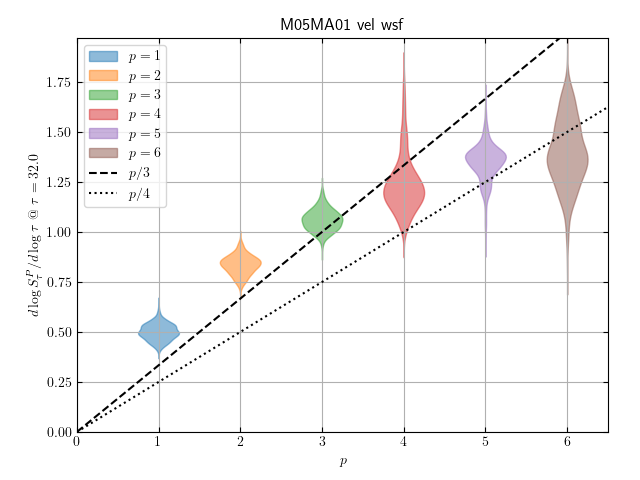 M05MA01 vel wsf
p = 1
p = 2
p = 3
p = 4
p = 5
p = 6
p/3
p/4
d log S_τ^P / d log τ @ τ = 32.0
1.75
1.50
1.25
1.00
0.75
0.50
0.25
0.00
0 1 2 3 4 5 6
p